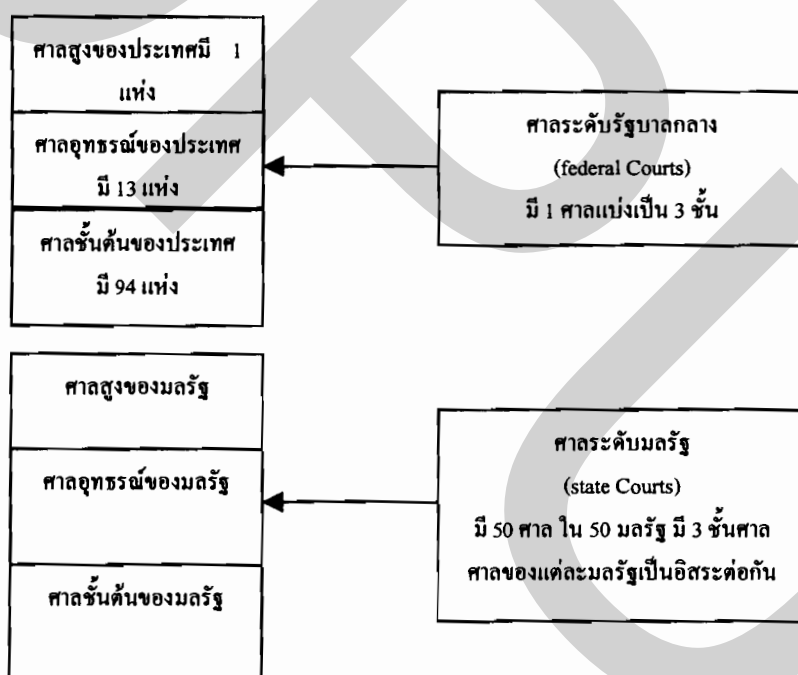 ศาลสูงของประเทศมี 1
แห่ง
ศาลอุทธรณ์ของประเทศ
มี 13 แห่ง
ศาลชั้นต้นของประเทศ
มี 94 แห่ง
ศาลระดับรัฐบาลกลาง
(federal Courts)
มี 1 ศาลแบ่งเป็น 3 ชั้น
ศาลสูงของมลรัฐ
ศาลอุทธรณ์ของมลรัฐ
ศาลชั้นต้นของมลรัฐ
ศาลระดับมลรัฐ
(state Courts)
มี 50 ศาล ใน 50 มลรัฐ มี 3 ชั้นศาล
ศาลของแต่ละมลรัฐเป็นอิสระต่อกัน